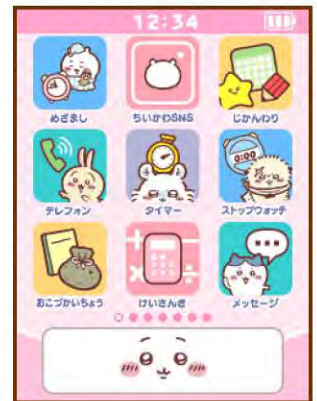 12:34
めざまし
ちいかわSNS
じかんわり
テレフォン
タイマー
0:00
ストップウォッチ
おこづかいちょう
けいさんき
メッセージ